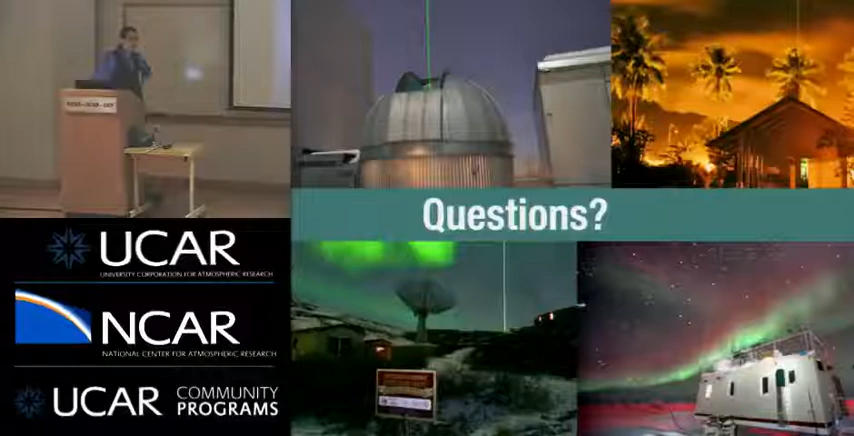 Questions?
UCAR
UNIVERSITY CORPORATION FOR ATMOSPHERIC RESEARCH
NCAR
NATIONAL CENTER FOR ATMOSPHERIC RESEARCH
UCAR COMMUNITY
PROGRAMS